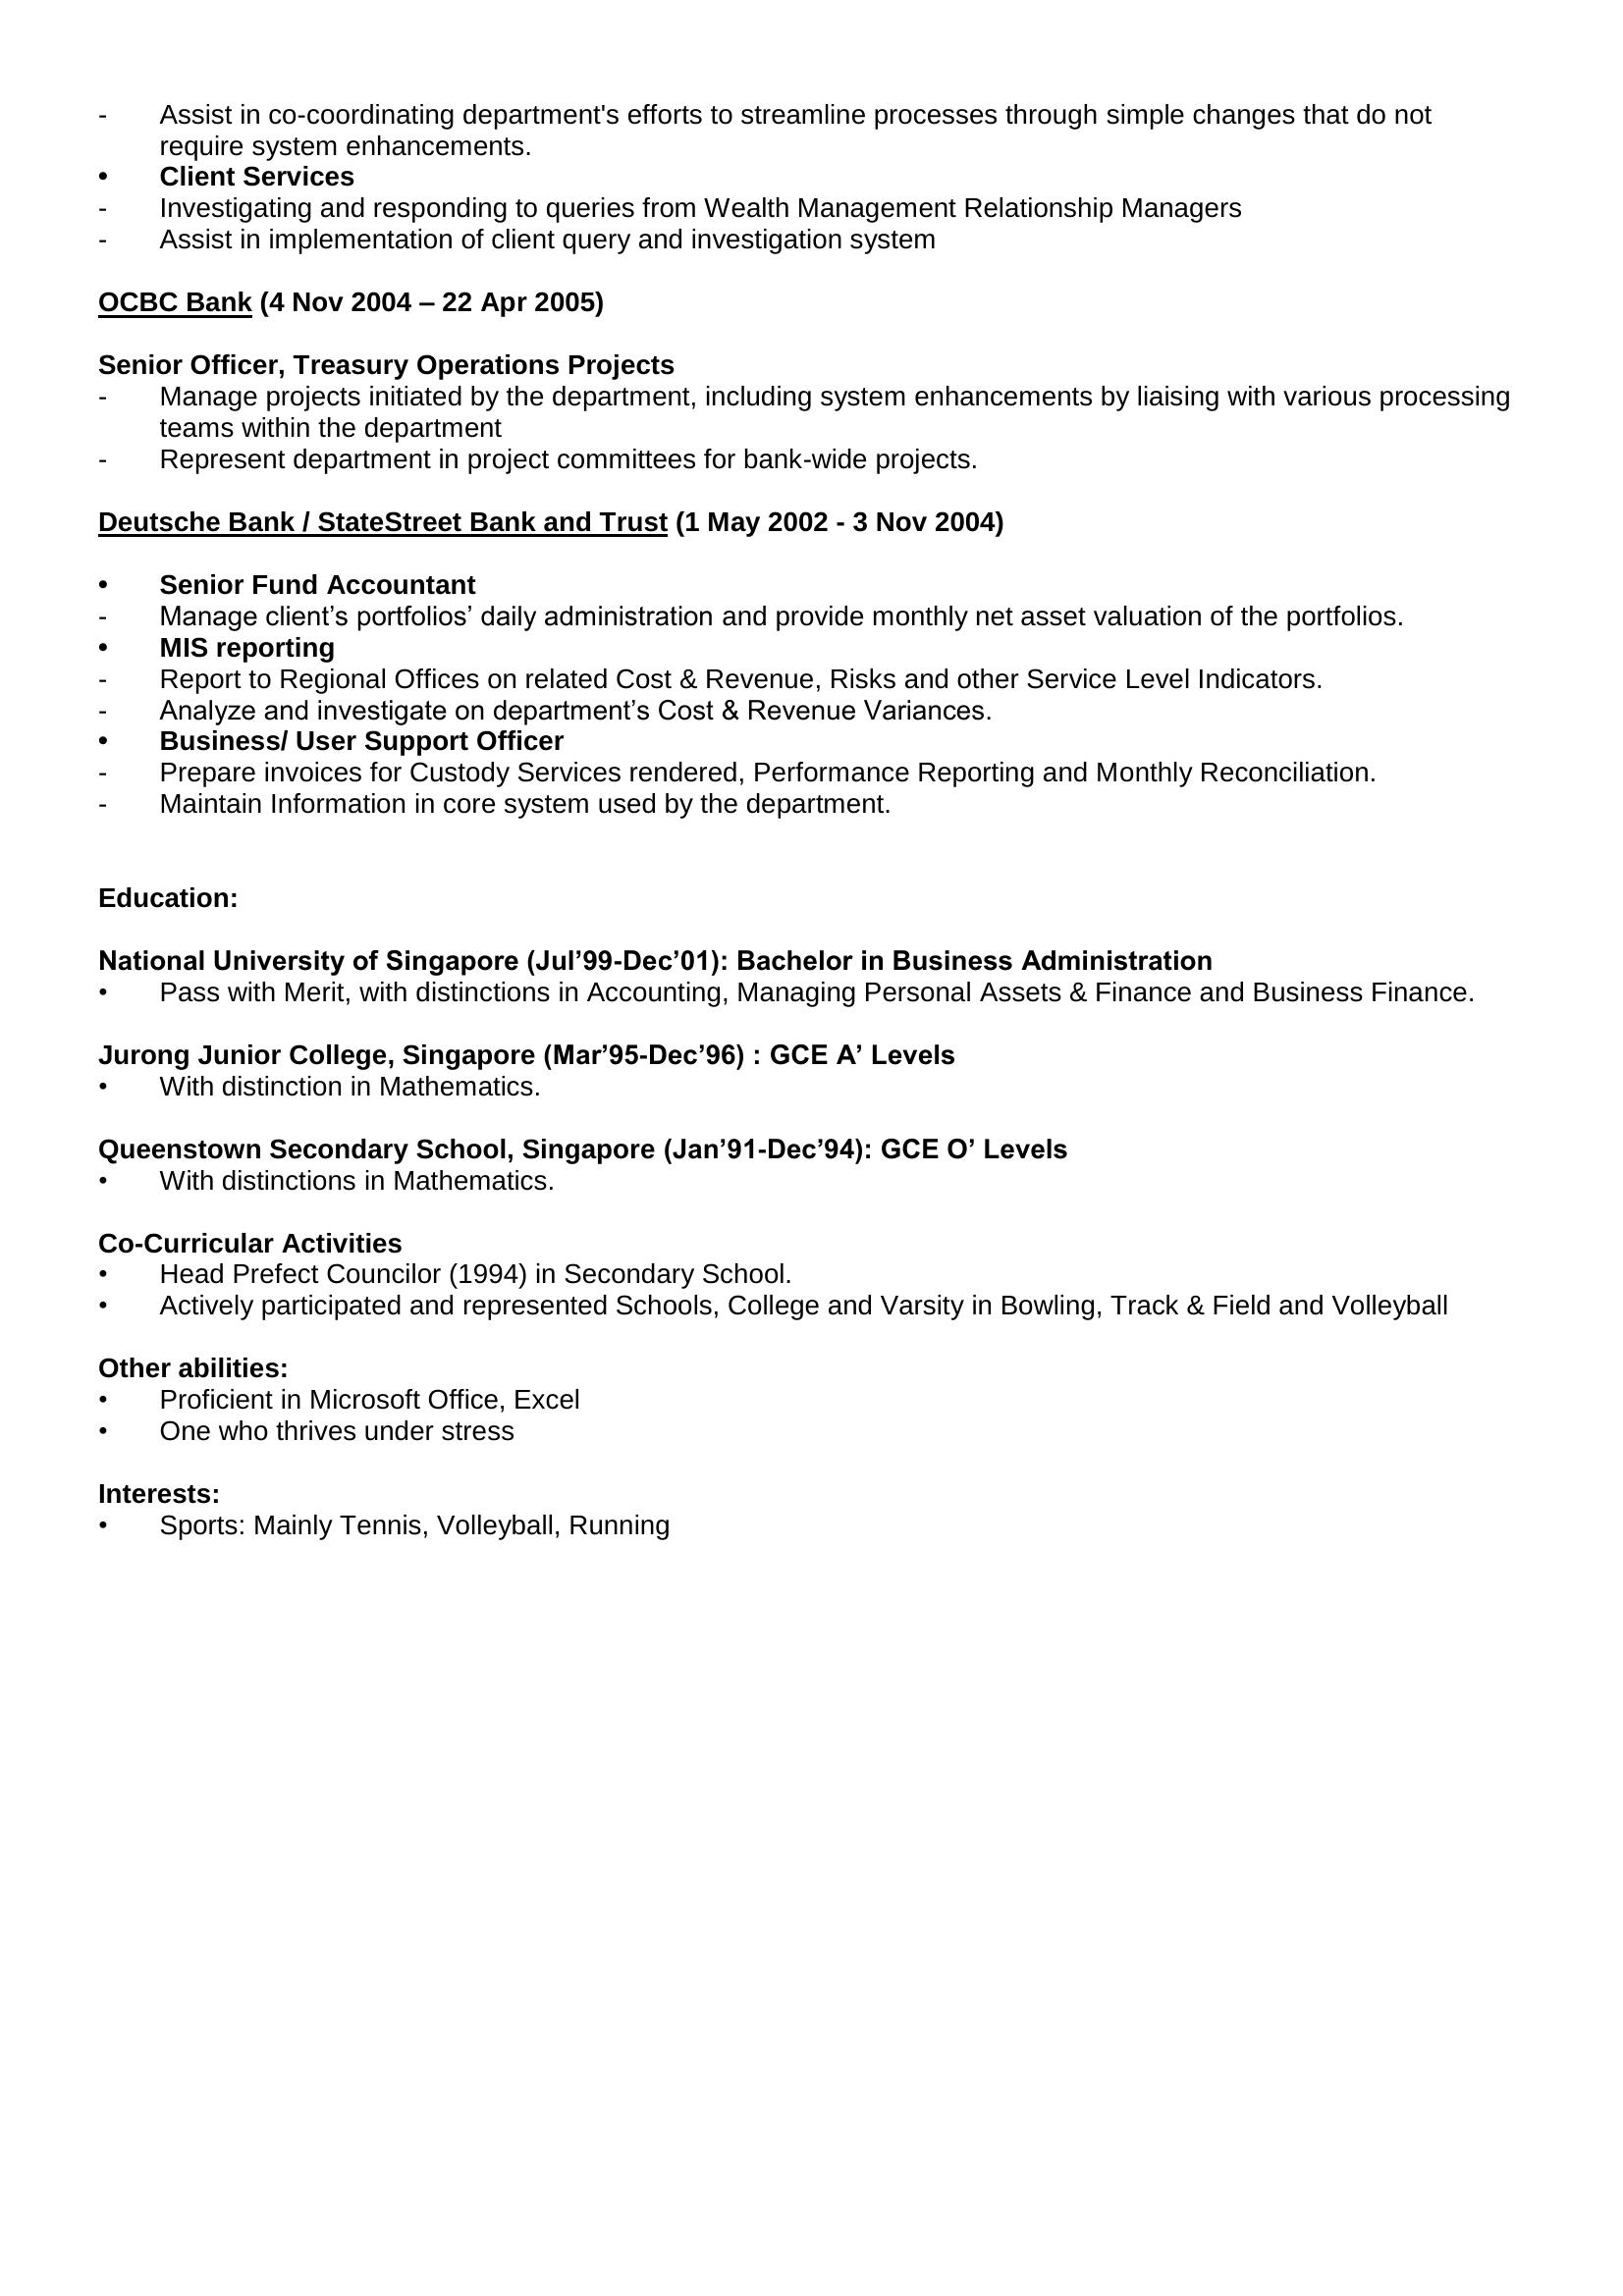 - Assist in co-coordinating department's efforts to streamline processes through simple changes that do not
require system enhancements.
• Client Services
- Investigating and responding to queries from Wealth Management Relationship Managers
- Assist in implementation of client query and investigation system
OCBC Bank (4 Nov 2004 – 22 Apr 2005)
Senior Officer, Treasury Operations Projects
- Manage projects initiated by the department, including system enhancements by liaising with various processing
teams within the department
- Represent department in project committees for bank-wide projects.
Deutsche Bank / StateStreet Bank and Trust (1 May 2002 - 3 Nov 2004)
• Senior Fund Accountant
- Manage client’s portfolios’ daily administration and provide monthly net asset valuation of the portfolios.
• MIS reporting
- Report to Regional Offices on related Cost & Revenue, Risks and other Service Level Indicators.
- Analyze and investigate on department’s Cost & Revenue Variances.
• Business/ User Support Officer
- Prepare invoices for Custody Services rendered, Performance Reporting and Monthly Reconciliation.
- Maintain Information in core system used by the department.
Education:
National University of Singapore (Jul’99-Dec’01): Bachelor in Business Administration
• Pass with Merit, with distinctions in Accounting, Managing Personal Assets & Finance and Business Finance.
Jurong Junior College, Singapore (Mar’95-Dec’96) : GCE A’ Levels
• With distinction in Mathematics.
Queenstown Secondary School, Singapore (Jan’91-Dec’94): GCE O’ Levels
• With distinctions in Mathematics.
Co-Curricular Activities
• Head Prefect Councilor (1994) in Secondary School.
• Actively participated and represented Schools, College and Varsity in Bowling, Track & Field and Volleyball
Other abilities:
• Proficient in Microsoft Office, Excel
• One who thrives under stress
Interests:
• Sports: Mainly Tennis, Volleyball, Running